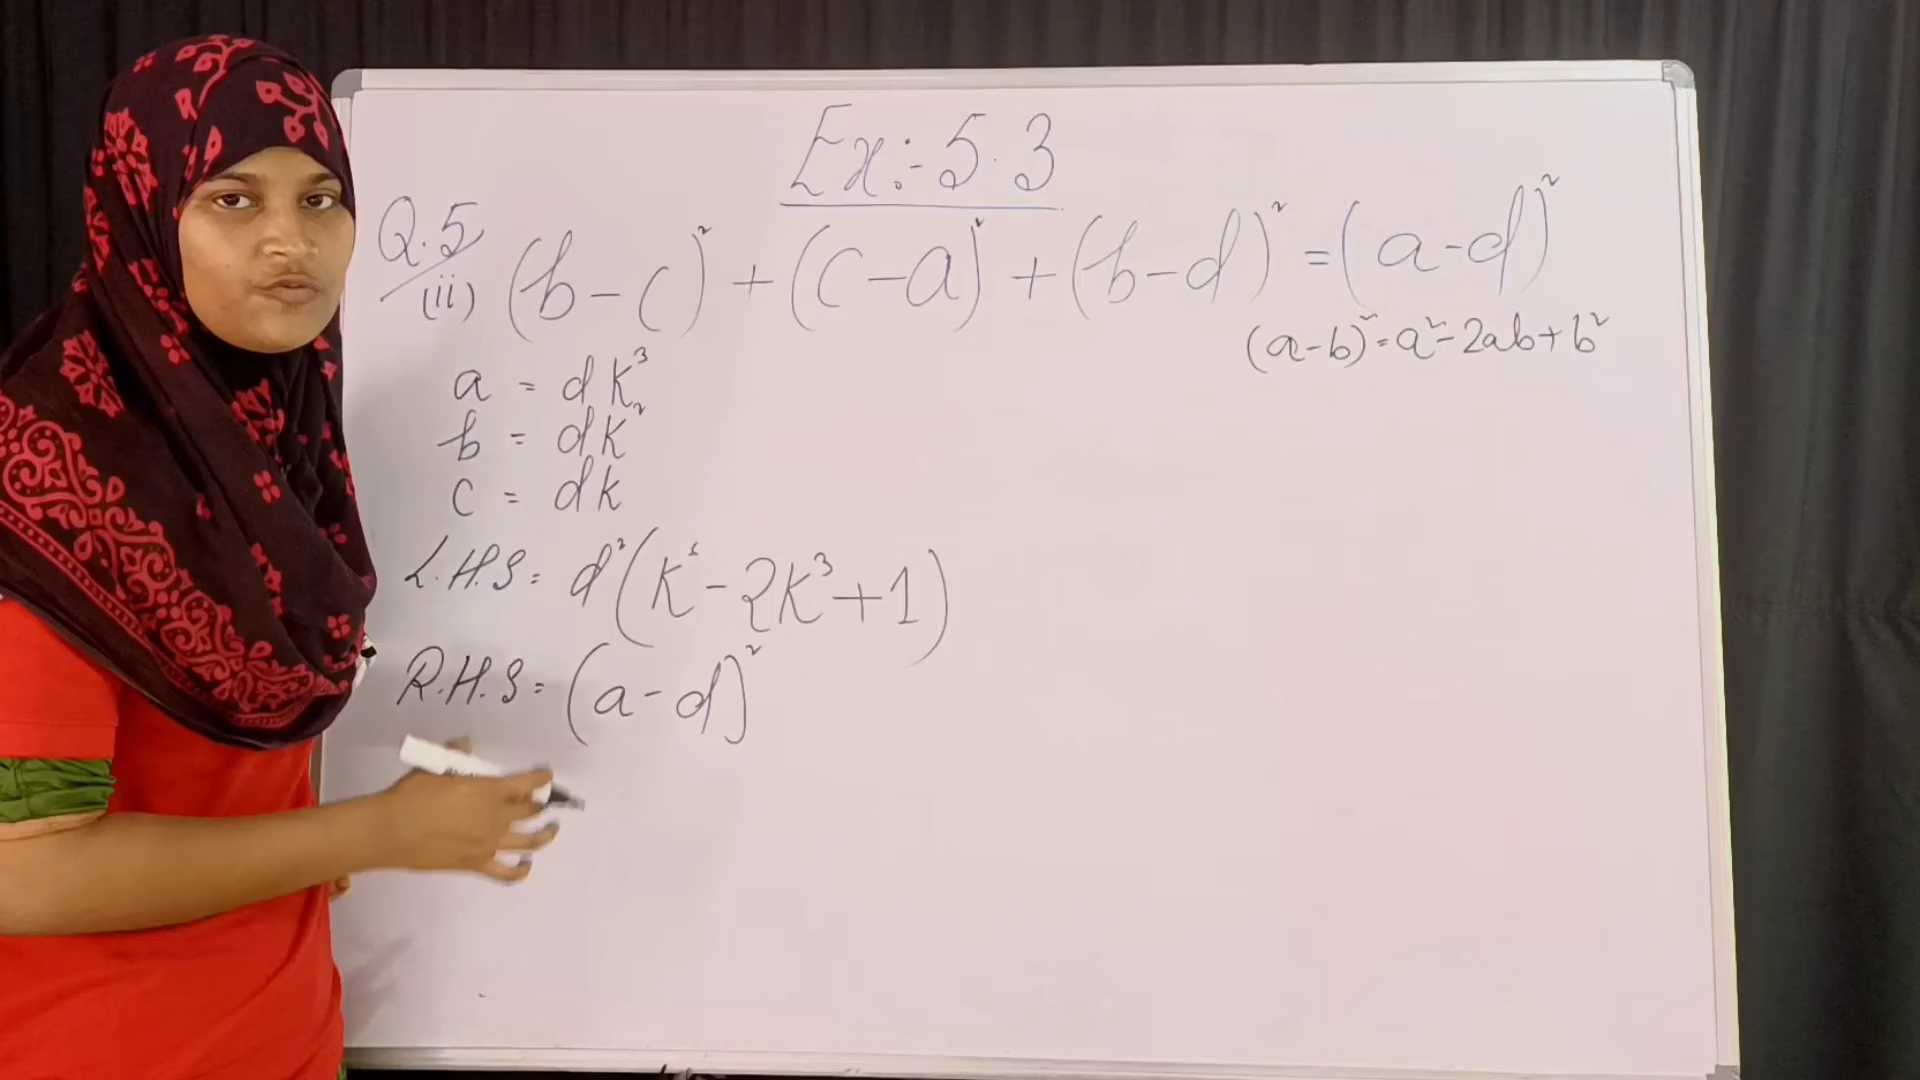 Ex:-5.3
Q.5
(ii) (b-c)² + (c-a)² + (b-d)² = (a-d)²
(a-b)² = a² - 2ab + b²
a = dk³
b = dk²
c = dk
L.H.S = d²(k⁶ - 2k³ + 1)
R.H.S = (a-d)²